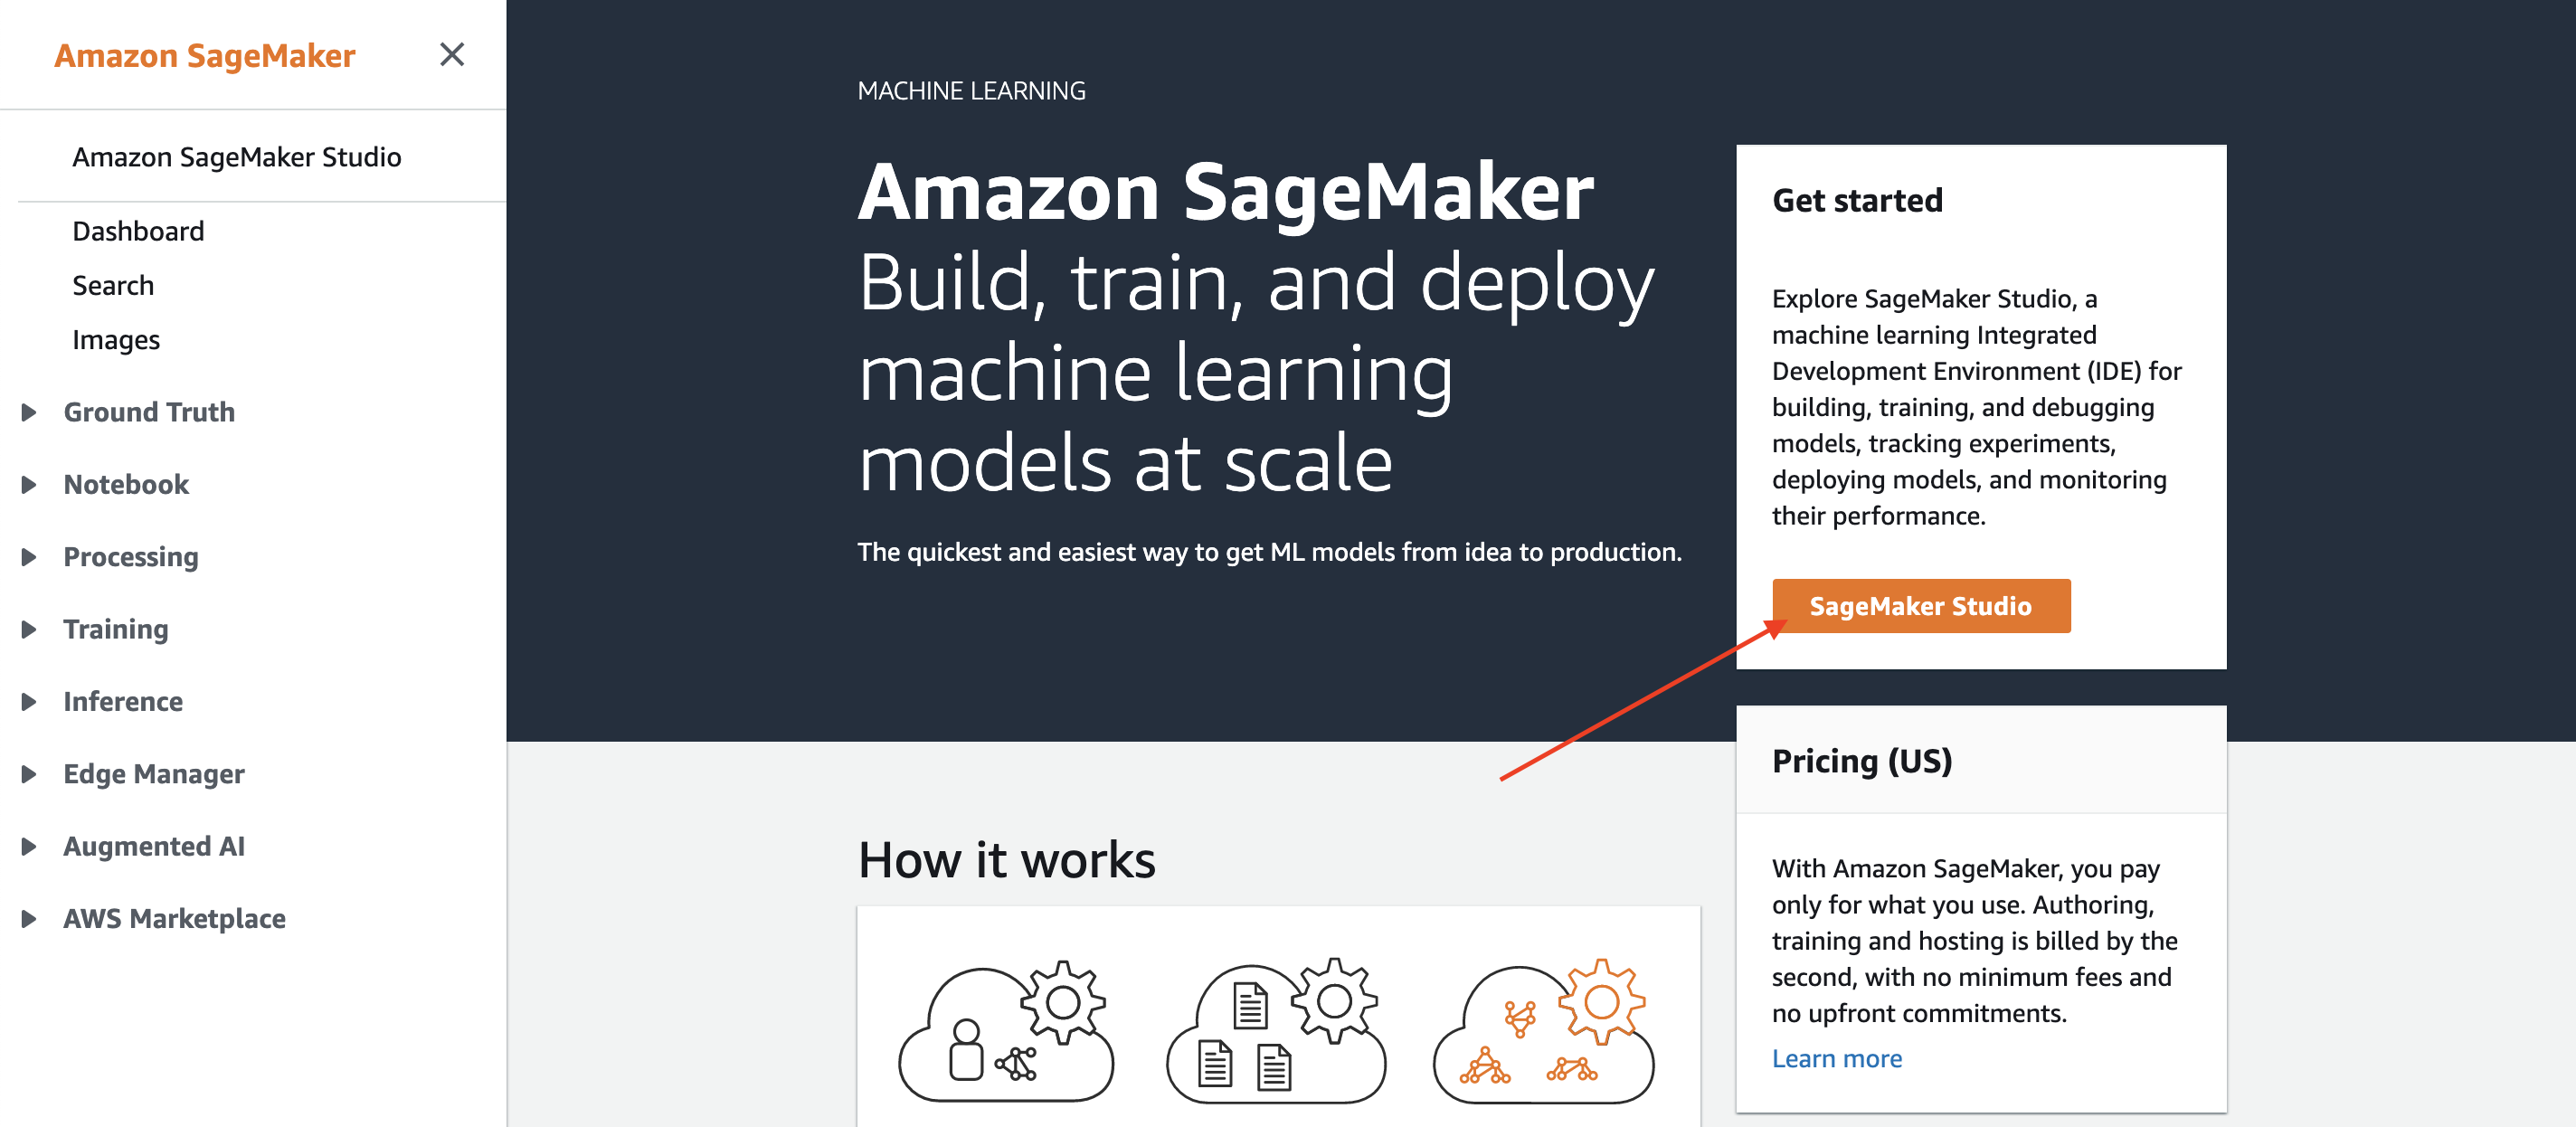 Amazon SageMaker
Amazon SageMaker Studio
Dashboard
Search
Images
Ground Truth
Notebook
Processing
Training
Inference
Edge Manager
Augmented AI
AWS Marketplace
MACHINE LEARNING
Amazon SageMaker
Build, train, and deploy
machine learning
models at scale
The quickest and easiest way to get ML models from idea to production.
Get started
Explore SageMaker Studio, a
machine learning Integrated
Development Environment (IDE) for
building, training, and debugging
models, tracking experiments,
deploying models, and monitoring
their performance.
SageMaker Studio
Pricing (US)
With Amazon SageMaker, you pay
only for what you use. Authoring,
training and hosting is billed by the
second, with no minimum fees and
no upfront commitments.
Learn more
How it works